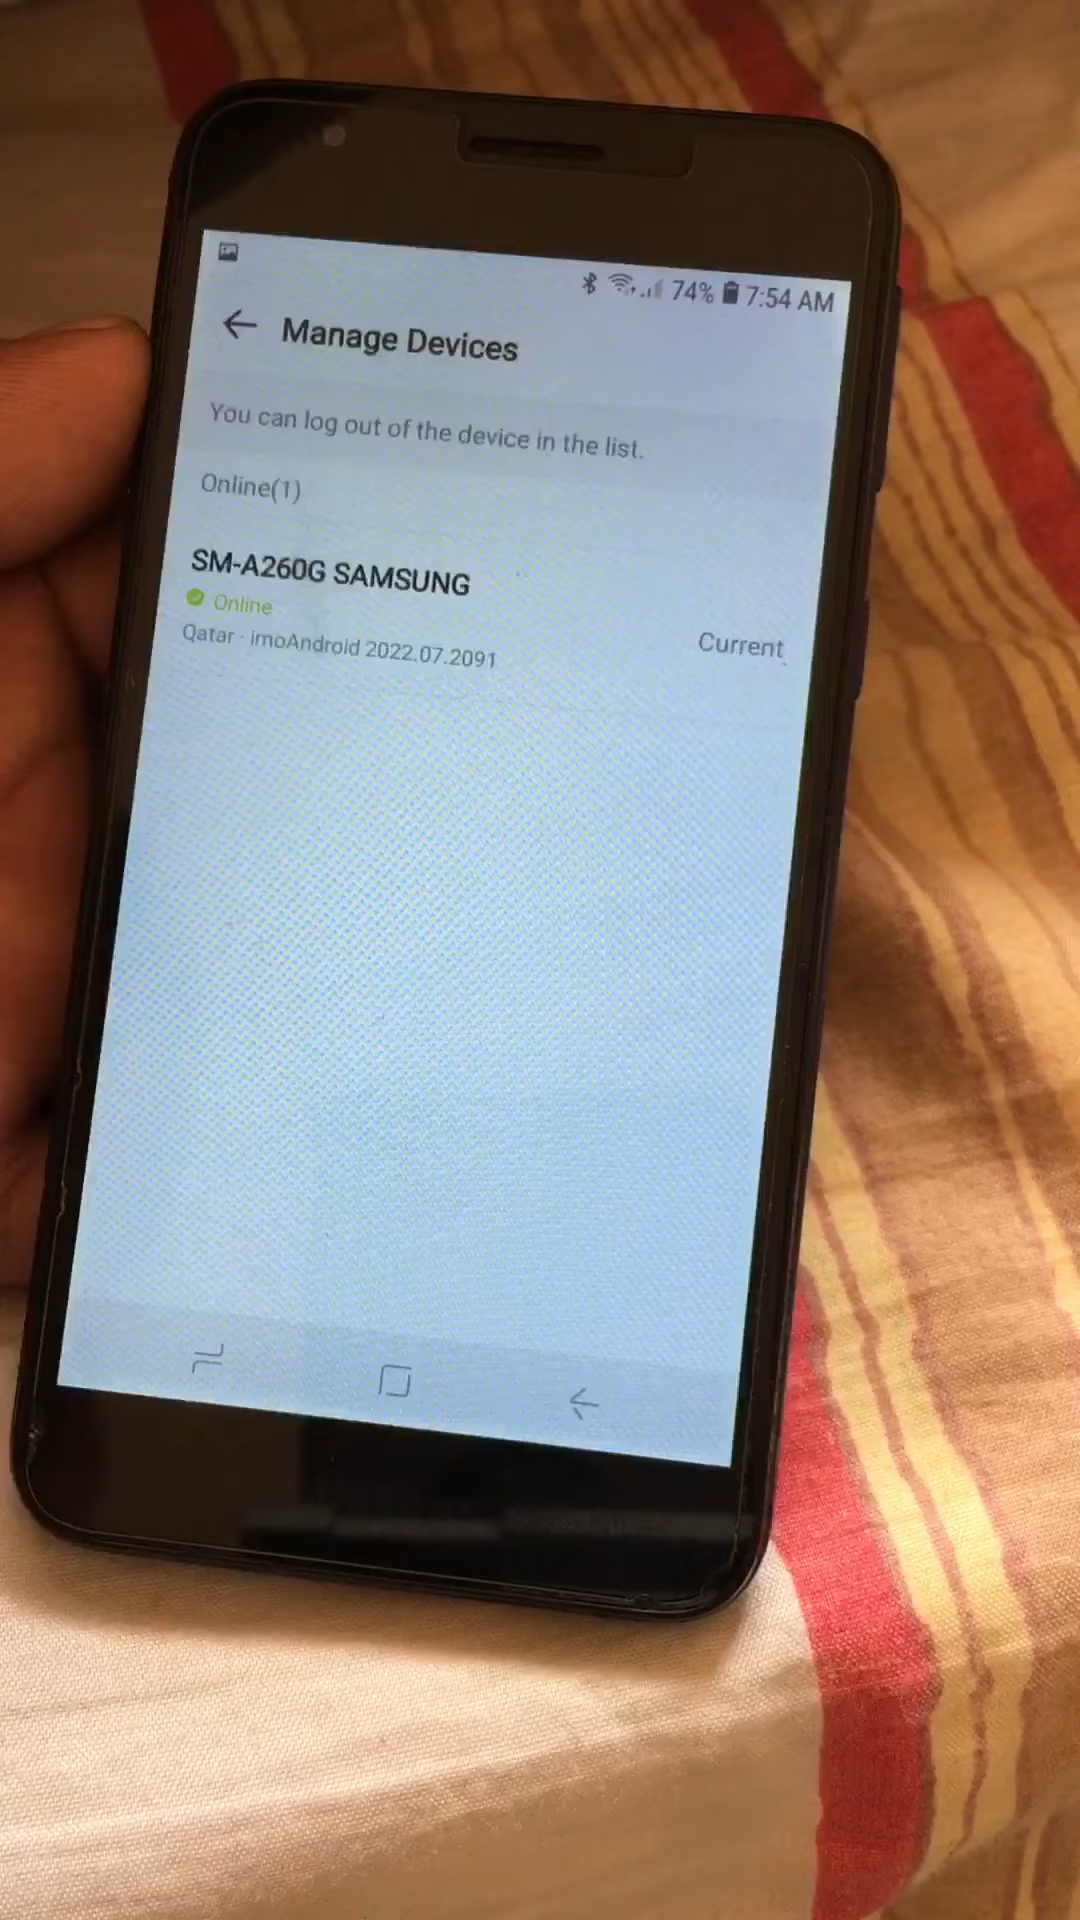 74% 7:54 AM
Manage Devices
You can log out of the device in the list.
Online(1)
SM-A260G SAMSUNG
Online
Qatar · imoAndroid 2022.07.2091
Current